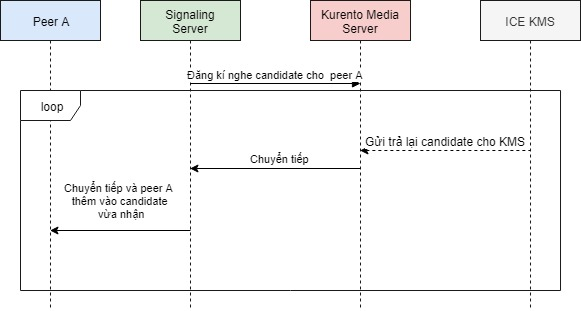 Peer A
Signaling
Server
Kurento Media
Server
ICE KMS
Đăng kí nghe candidate cho peer A
loop
Gửi trả lại candidate cho KMS
Chuyển tiếp
Chuyển tiếp và peer A
thêm vào candidate
vừa nhận